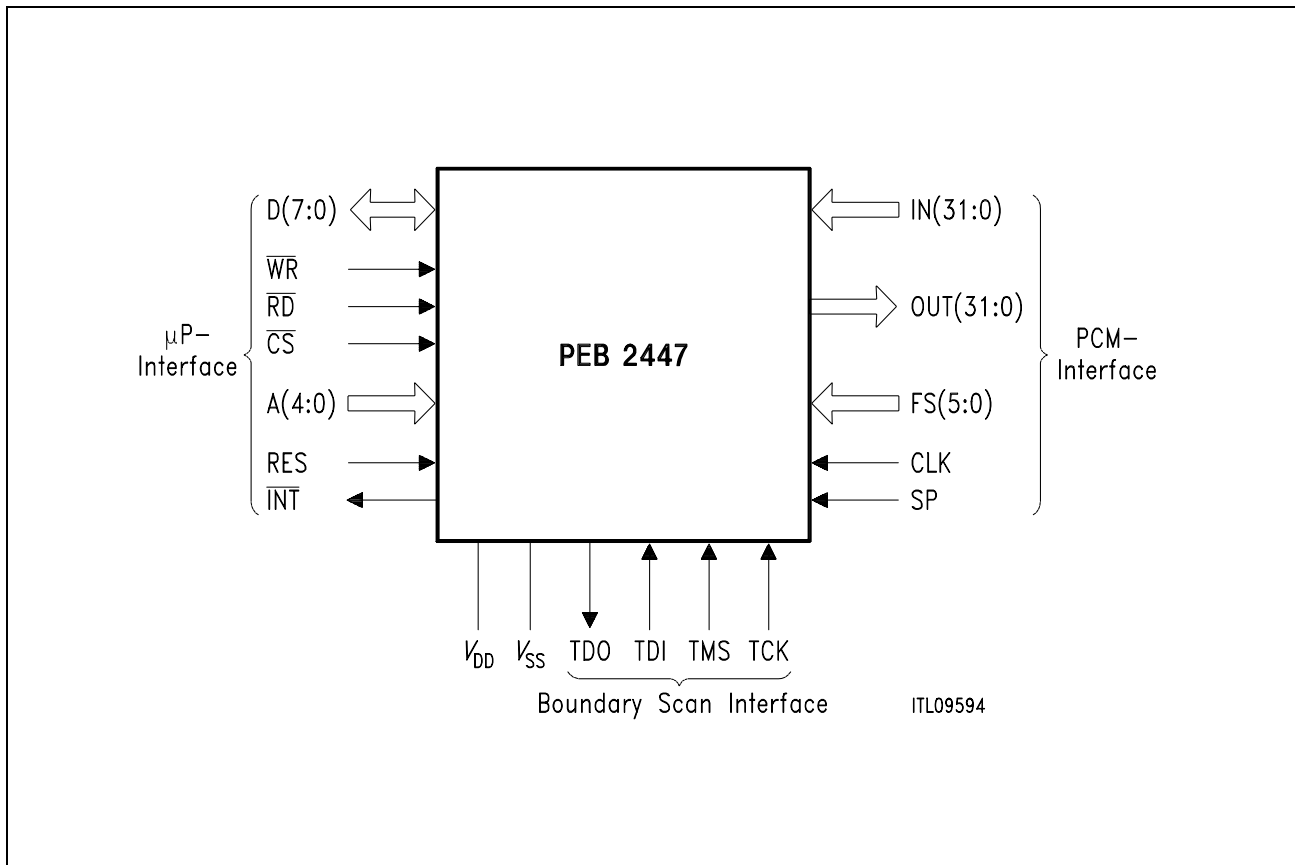 D(7:0)
WR
RD
CS
A(4:0)
RES
INT
μP-
Interface
PEB 2447
IN(31:0)
OUT(31:0)
FS(5:0)
CLK
SP
PCM-
Interface
VDD VSS TDO TDI TMS TCK
Boundary Scan Interface
ITL09594